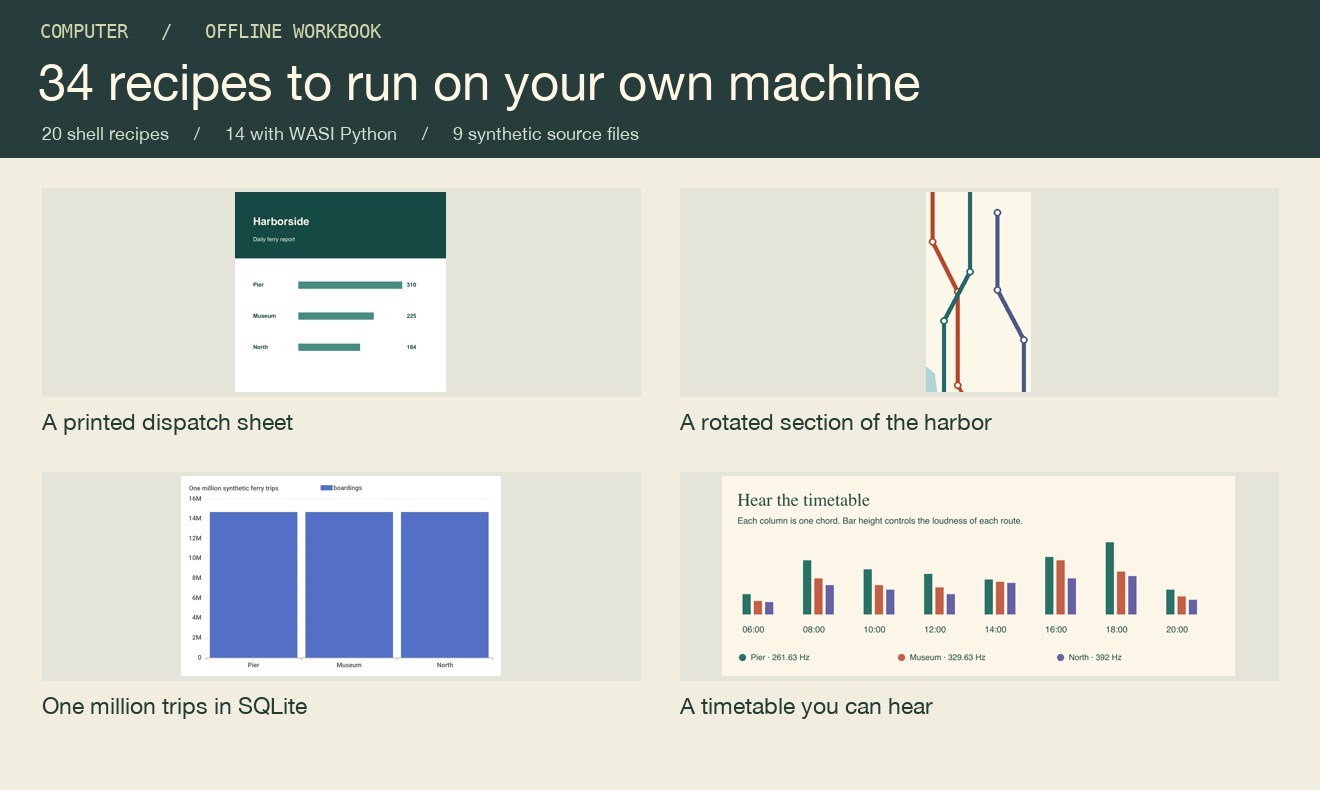 COMPUTER / OFFLINE WORKBOOK
34 recipes to run on your own machine
20 shell recipes / 14 with WASI Python / 9 synthetic source files
Harborside
Daily ferry report
Pier 310
Museum 225
North 184
A printed dispatch sheet
A rotated section of the harbor
One million synthetic ferry trips boardings
16M
14M
12M
10M
8M
6M
4M
2M
0
Pier Museum North
One million trips in SQLite
Hear the timetable
Each column is one chord. Bar height controls the loudness of each route.
06:00 08:00 10:00 12:00 14:00 16:00 18:00 20:00
Pier · 261.63 Hz Museum · 329.63 Hz North · 392 Hz
A timetable you can hear